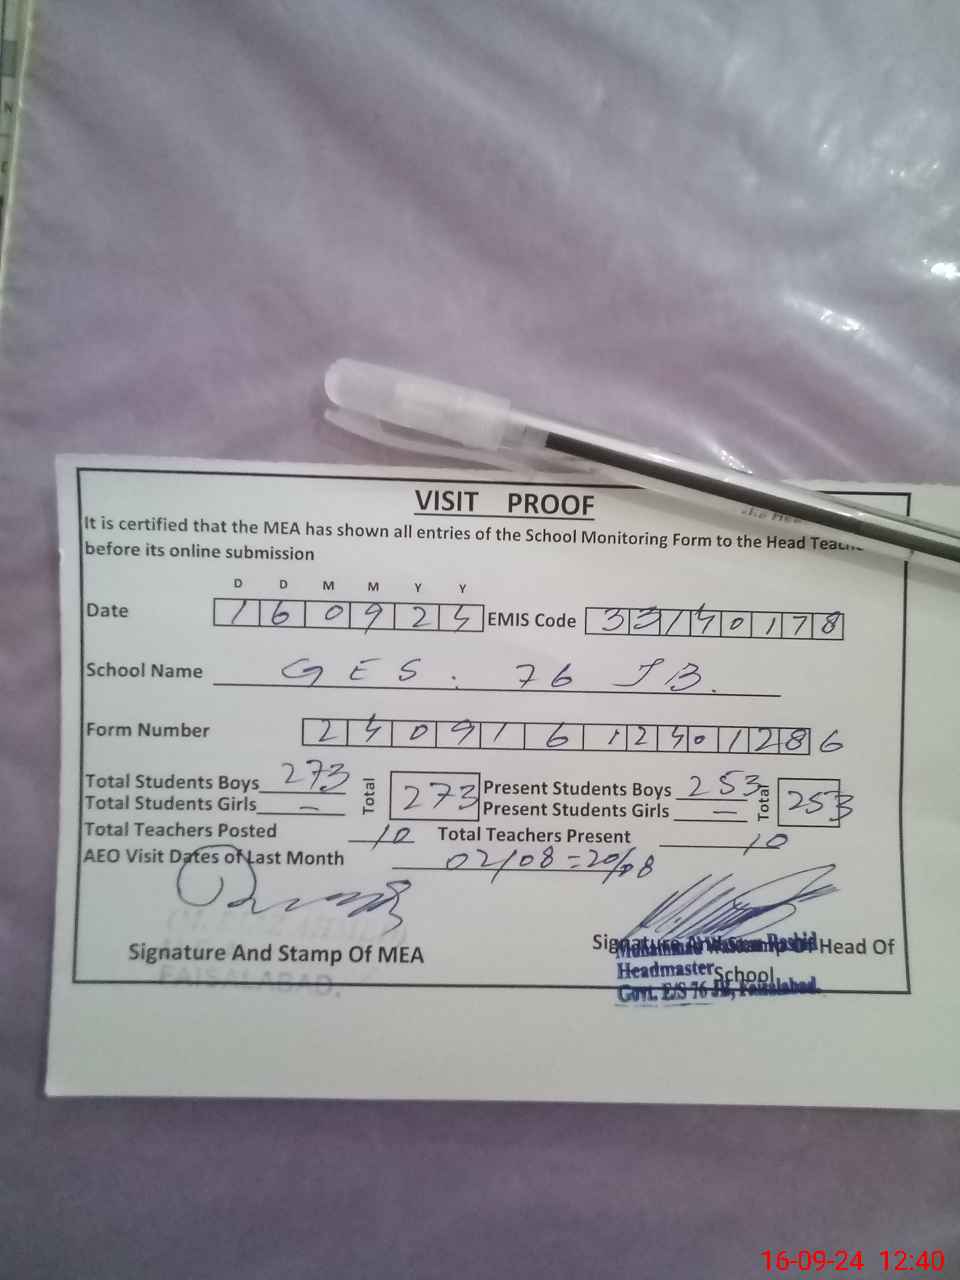 VISIT PROOF
It is certified that the MEA has shown all entries of the School Monitoring Form to the Head
before its online submission
D D M M Y Y
Date 1 6 0 9 2 4 EMIS Code 3 3 1 4 0 1 7 8
School Name GES. 76 JB.
Form Number 2 4 0 9 1 6 1 2 4 0 1 2 8 6
Total Students Boys 273 Total 273 Present Students Boys 253 Total 253
Total Students Girls — Present Students Girls —
Total Teachers Posted 10 Total Teachers Present 10
AEO Visit Dates of Last Month 02/08 = 20/08
Signature And Stamp Of MEA
FAISALABAD.
Head Of
School
Headmaster
Govt. E/S 76 JB, Faisalabad.
16-09-24 12:40